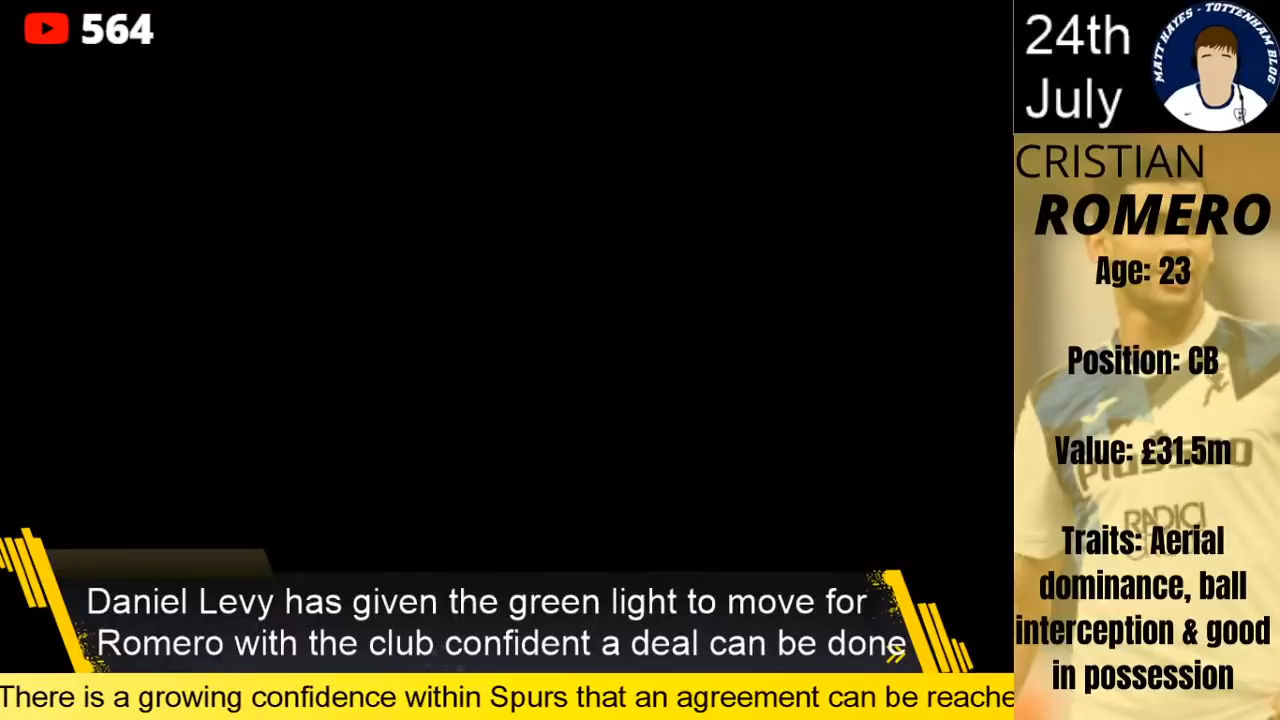 564
24th
July
MATT HAYES - TOTTENHAM BLOG
CRISTIAN
ROMERO
Age: 23
Position: CB
Value: £31.5m
RADICI
Traits: Aerial
dominance, ball
interception & good
in possession
Daniel Levy has given the green light to move for
Romero with the club confident a deal can be done
There is a growing confidence within Spurs that an agreement can be reache